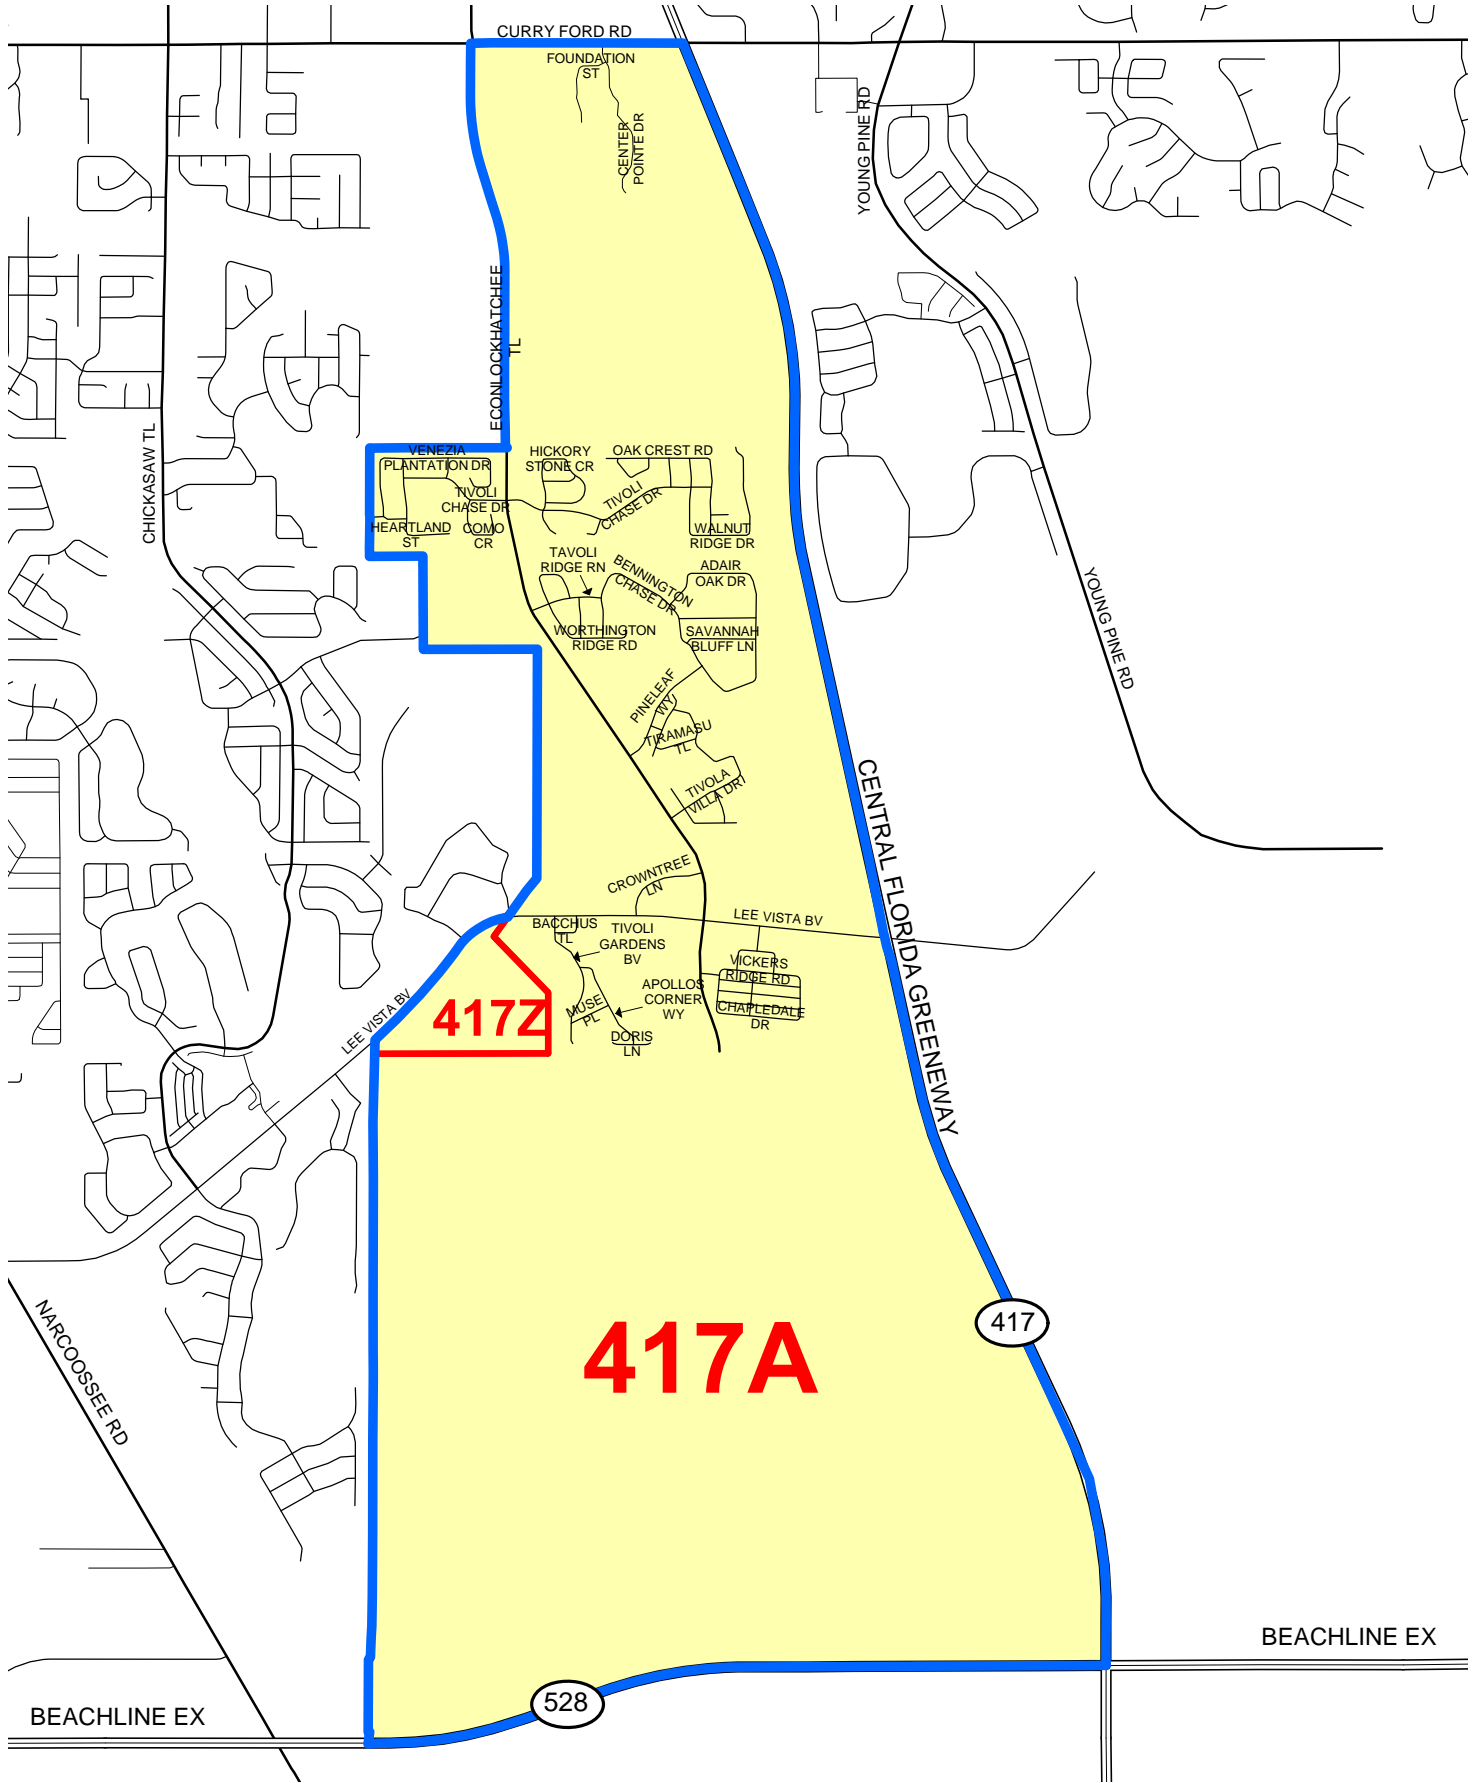 CURRY FORD RD
FOUNDATION
ST
CENTER
POINTE DR
YOUNG PINE RD
ECONLOCKHATCHEE
TL
CHICKASAW TL
VENEZIA
PLANTATION DR
HICKORY
STONE CR
OAK CREST RD
TIVOLI
CHASE DR
TIVOLI
CHASE DR
HEARTLAND
ST
COMO
CR
WALNUT
RIDGE DR
TAVOLI
RIDGE RN
BENNINGTON
CHASE DR
ADAIR
OAK DR
WORTHINGTON
RIDGE RD
SAVANNAH
BLUFF LN
YOUNG PINE RD
PINELEAF
WY
TIRAMASU
TL
TIVOLA
VILLA DR
CENTRAL FLORIDA GREENEWAY
CROWNTREE
LN
LEE VISTA BV
BACCHUS
TL
TIVOLI
GARDENS
BV
VICKERS
RIDGE RD
APOLLOS
CORNER
WY
MUSE
PL
CHAPLEDALE
DR
DORIS
LN
LEE VISTA BV
417Z
417
417A
NARCOOSSEE RD
BEACHLINE EX
528
BEACHLINE EX